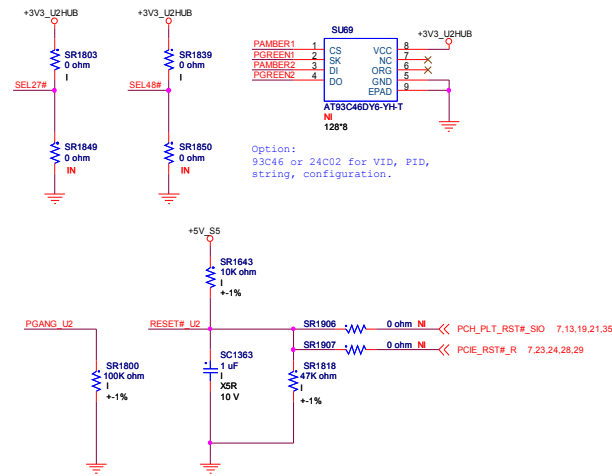 +3V3_U2HUB
SR1803
0 ohm
I
SEL27#
SR1849
0 ohm
IN
+3V3_U2HUB
SR1839
0 ohm
I
SEL48#
SR1850
0 ohm
IN
SU69
+3V3_U2HUB
PAMBER1 1 CS VCC 8
PGREEN1 2 SK NC 7
PAMBER2 3 DI ORG 6
PGREEN2 4 DO GND 5
EPAD 9
AT93C46DY6-YH-T
NI
128*8
Option:
93C46 or 24C02 for VID, PID,
string, configuration.
+5V_S5
SR1643
10K ohm
I
+-1%
PGANG_U2
SR1800
100K ohm
I
+-1%
RESET#_U2
SC1363
1 uF
I
X5R
10 V
SR1906 0 ohm NI PCH_PLT_RST#_SIO 7,13,19,21,35
SR1907 0 ohm NI PCIE_RST#_R 7,23,24,28,29
SR1818
47K ohm
I
+-1%